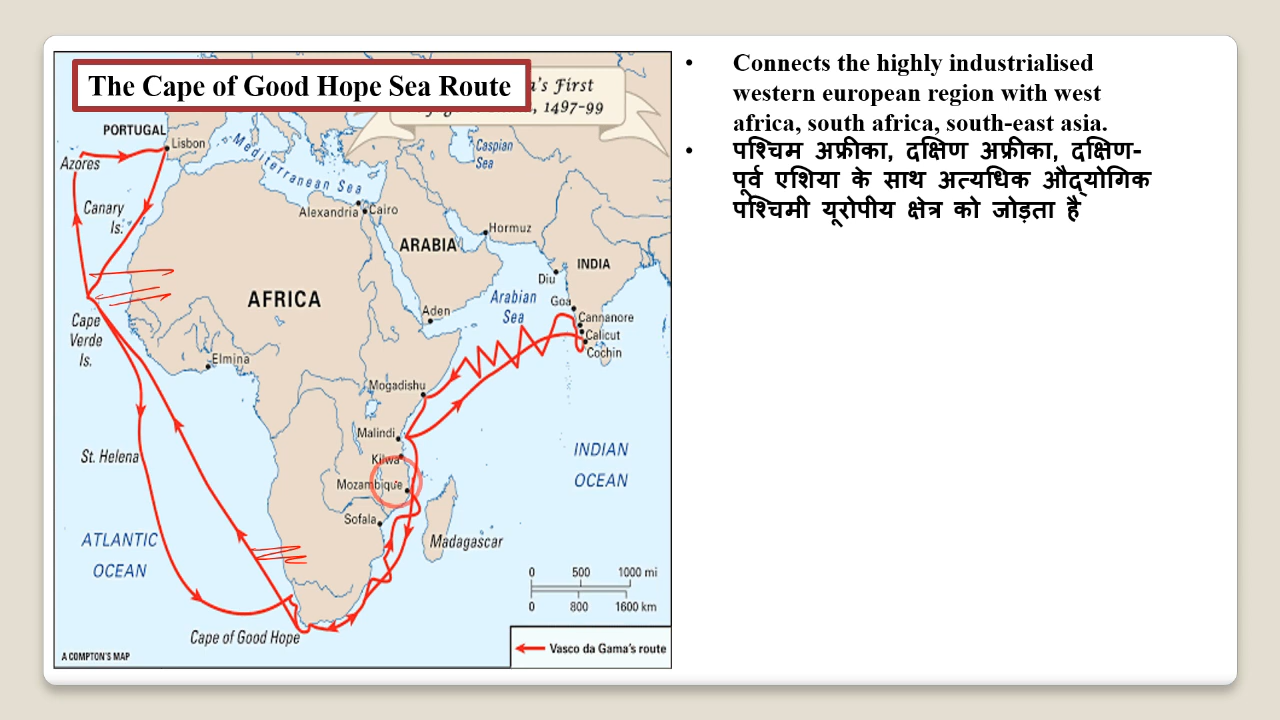 The Cape of Good Hope Sea Route
a's First
, 1497-99
PORTUGAL
Lisbon
Azores
Mediterranean Sea
Caspian
Sea
Canary
Is.
Alexandria
Cairo
ARABIA
Hormuz
INDIA
Diu
AFRICA
Arabian
Sea
Goa
Aden
Cannanore
Calicut
Cochin
Cape
Verde
Is.
Elmina
Mogadishu
Malindi
Kilwa
Mozambique
Sofala
Madagascar
INDIAN
OCEAN
St. Helena
ATLANTIC
OCEAN
0 500 1000 mi
0 800 1600 km
Cape of Good Hope
Vasco da Gama's route
A COMPTON'S MAP
• Connects the highly industrialised
western european region with west
africa, south africa, south-east asia.
• पश्चिम अफ्रीका, दक्षिण अफ्रीका, दक्षिण-
पूर्व एशिया के साथ अत्यधिक औद्योगिक
पश्चिमी यूरोपीय क्षेत्र को जोड़ता है